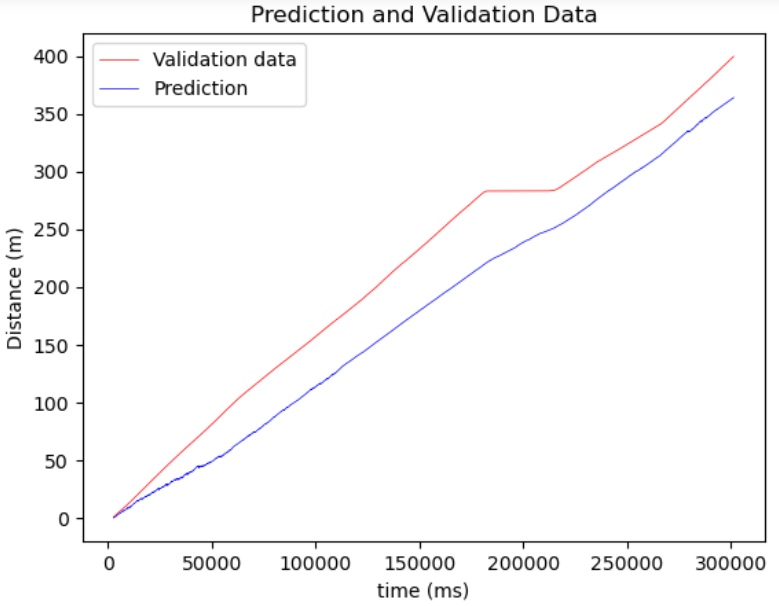 Prediction and Validation Data
Validation data
Prediction
400
350
300
250
200
150
100
50
0
Distance (m)
0 50000 100000 150000 200000 250000 300000
time (ms)